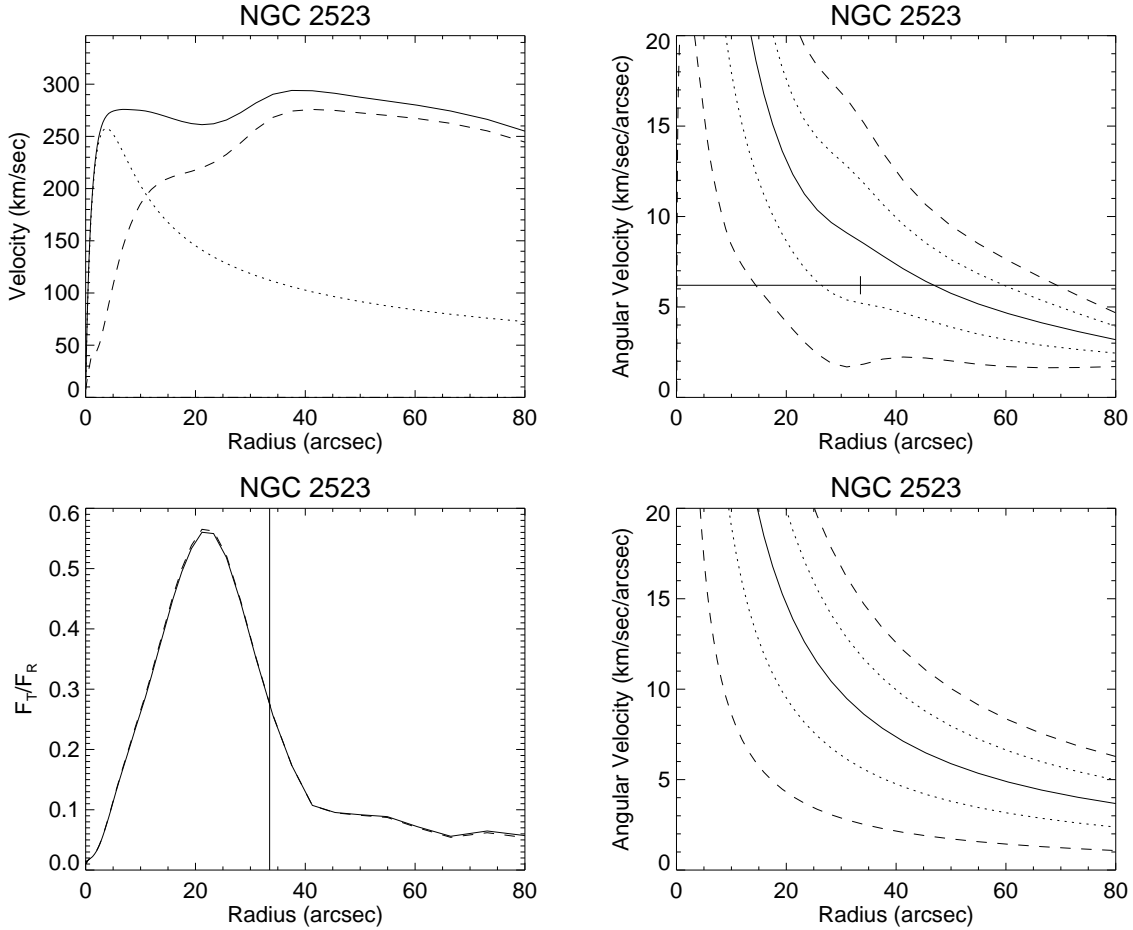 NGC 2523
Velocity (km/sec)
300
250
200
150
100
50
0
0 20 40 60 80
Radius (arcsec)
NGC 2523
Angular Velocity (km/sec/arcsec)
20
15
10
5
0
0 20 40 60 80
Radius (arcsec)
NGC 2523
F_T/F_R
0.6
0.5
0.4
0.3
0.2
0.1
0.0
0 20 40 60 80
Radius (arcsec)
NGC 2523
Angular Velocity (km/sec/arcsec)
20
15
10
5
0
0 20 40 60 80
Radius (arcsec)